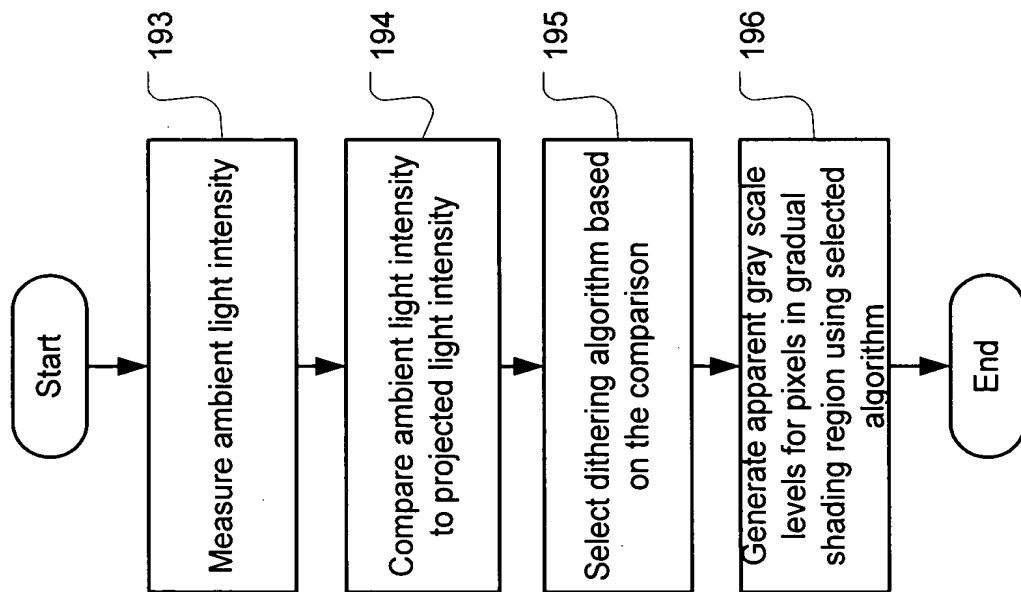 Start
Measure ambient light intensity
193
Compare ambient light intensity
to projected light intensity
194
Select dithering algorithm based
on the comparison
195
Generate apparent gray scale
levels for pixels in gradual
shading region using selected
algorithm
196
End